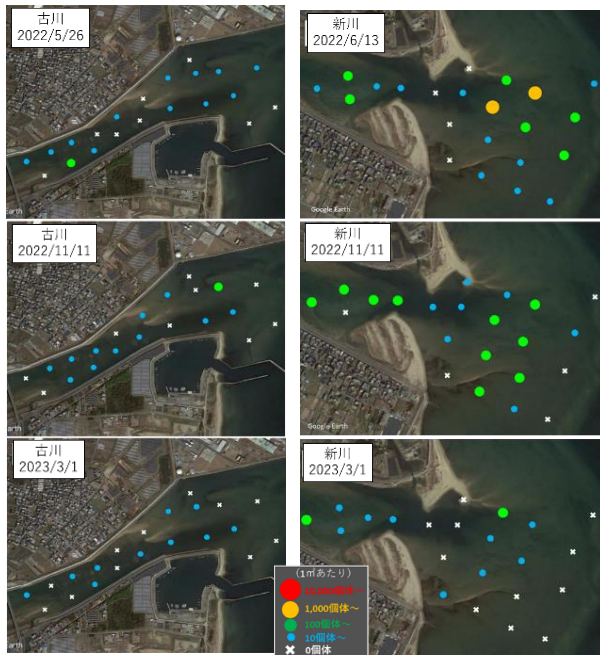 古川
2022/5/26
新川
2022/6/13
Google Earth
Earth
古川
2022/11/11
新川
2022/11/11
Google Earth
Earth
古川
2023/3/1
新川
2023/3/1
（1㎡あたり）
10,000個体～
1,000個体～
100個体～
10個体～
0個体